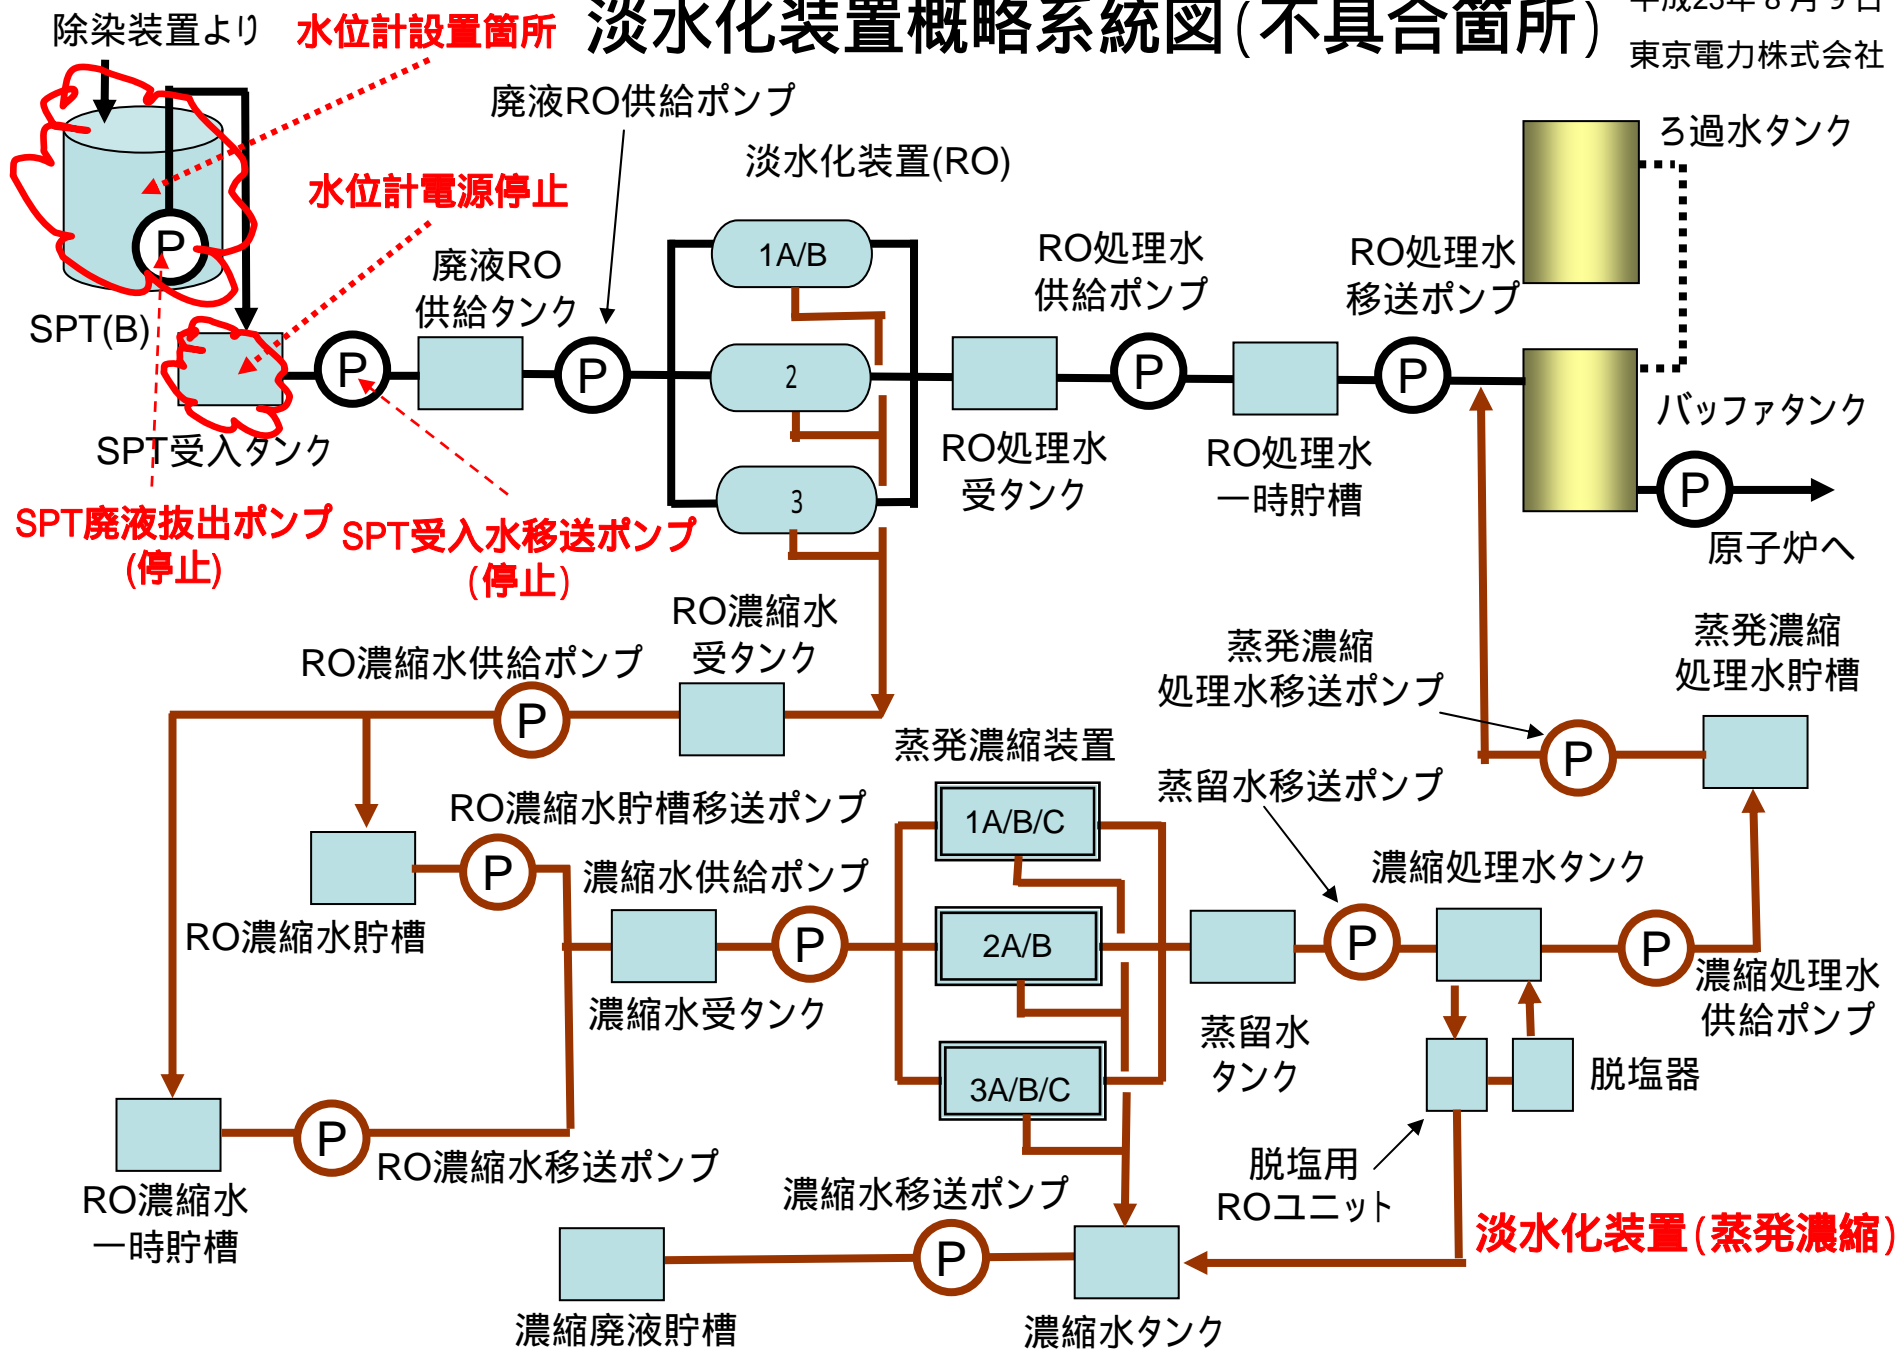 淡水化装置概略系統図(不具合箇所)
平成23年8月9日
東京電力株式会社
除染装置より
水位計設置箇所
廃液RO供給ポンプ
淡水化装置(RO)
ろ過水タンク
水位計電源停止
P
SPT(B)
廃液RO
供給タンク
1A/B
RO処理水
供給ポンプ
RO処理水
移送ポンプ
P
P
2
P
P
バッファタンク
SPT受入タンク
RO処理水
受タンク
RO処理水
一時貯槽
3
P
原子炉へ
SPT廃液抜出ポンプ
(停止)
SPT受入水移送ポンプ
(停止)
RO濃縮水
受タンク
RO濃縮水供給ポンプ
P
蒸発濃縮
処理水移送ポンプ
蒸発濃縮
処理水貯槽
P
蒸発濃縮装置
蒸留水移送ポンプ
RO濃縮水貯槽移送ポンプ
P
1A/B/C
濃縮水供給ポンプ
濃縮処理水タンク
RO濃縮水貯槽
P
2A/B
P
P
濃縮水受タンク
蒸留水
タンク
濃縮処理水
供給ポンプ
3A/B/C
脱塩器
P
RO濃縮水移送ポンプ
RO濃縮水
一時貯槽
脱塩用
ROユニット
濃縮水移送ポンプ
P
淡水化装置(蒸発濃縮)
濃縮廃液貯槽
濃縮水タンク